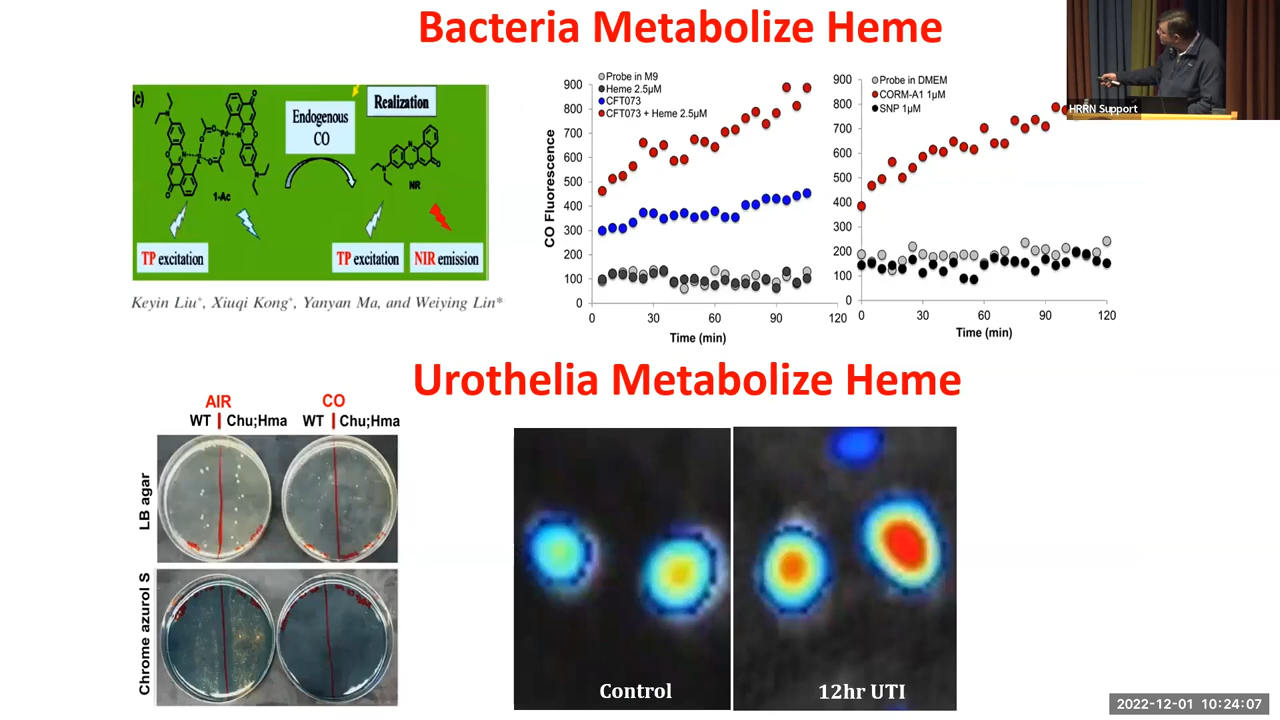 Bacteria Metabolize Heme
HRRN Support
(c)
Endogenous
CO
Realization
1-Ac
NR
TP excitation
TP excitation
NIR emission
Keyin Liu⁺, Xiuqi Kong⁺, Yanyan Ma, and Weiying Lin*
Probe in M9
Heme 2.5µM
CFT073
CFT073 + Heme 2.5µM
CO Fluorescence
900
800
700
600
500
400
300
200
100
0
0 30 60 90 120
Time (min)
Probe in DMEM
CORM-A1 1µM
SNP 1µM
900
800
700
600
500
400
300
200
100
0
0 30 60 90 120
Time (min)
Urothelia Metabolize Heme
AIR CO
WT | Chu;Hma WT | Chu;Hma
LB agar
Chrome azurol S
Control
12hr UTI
2022-12-01 10:24:07